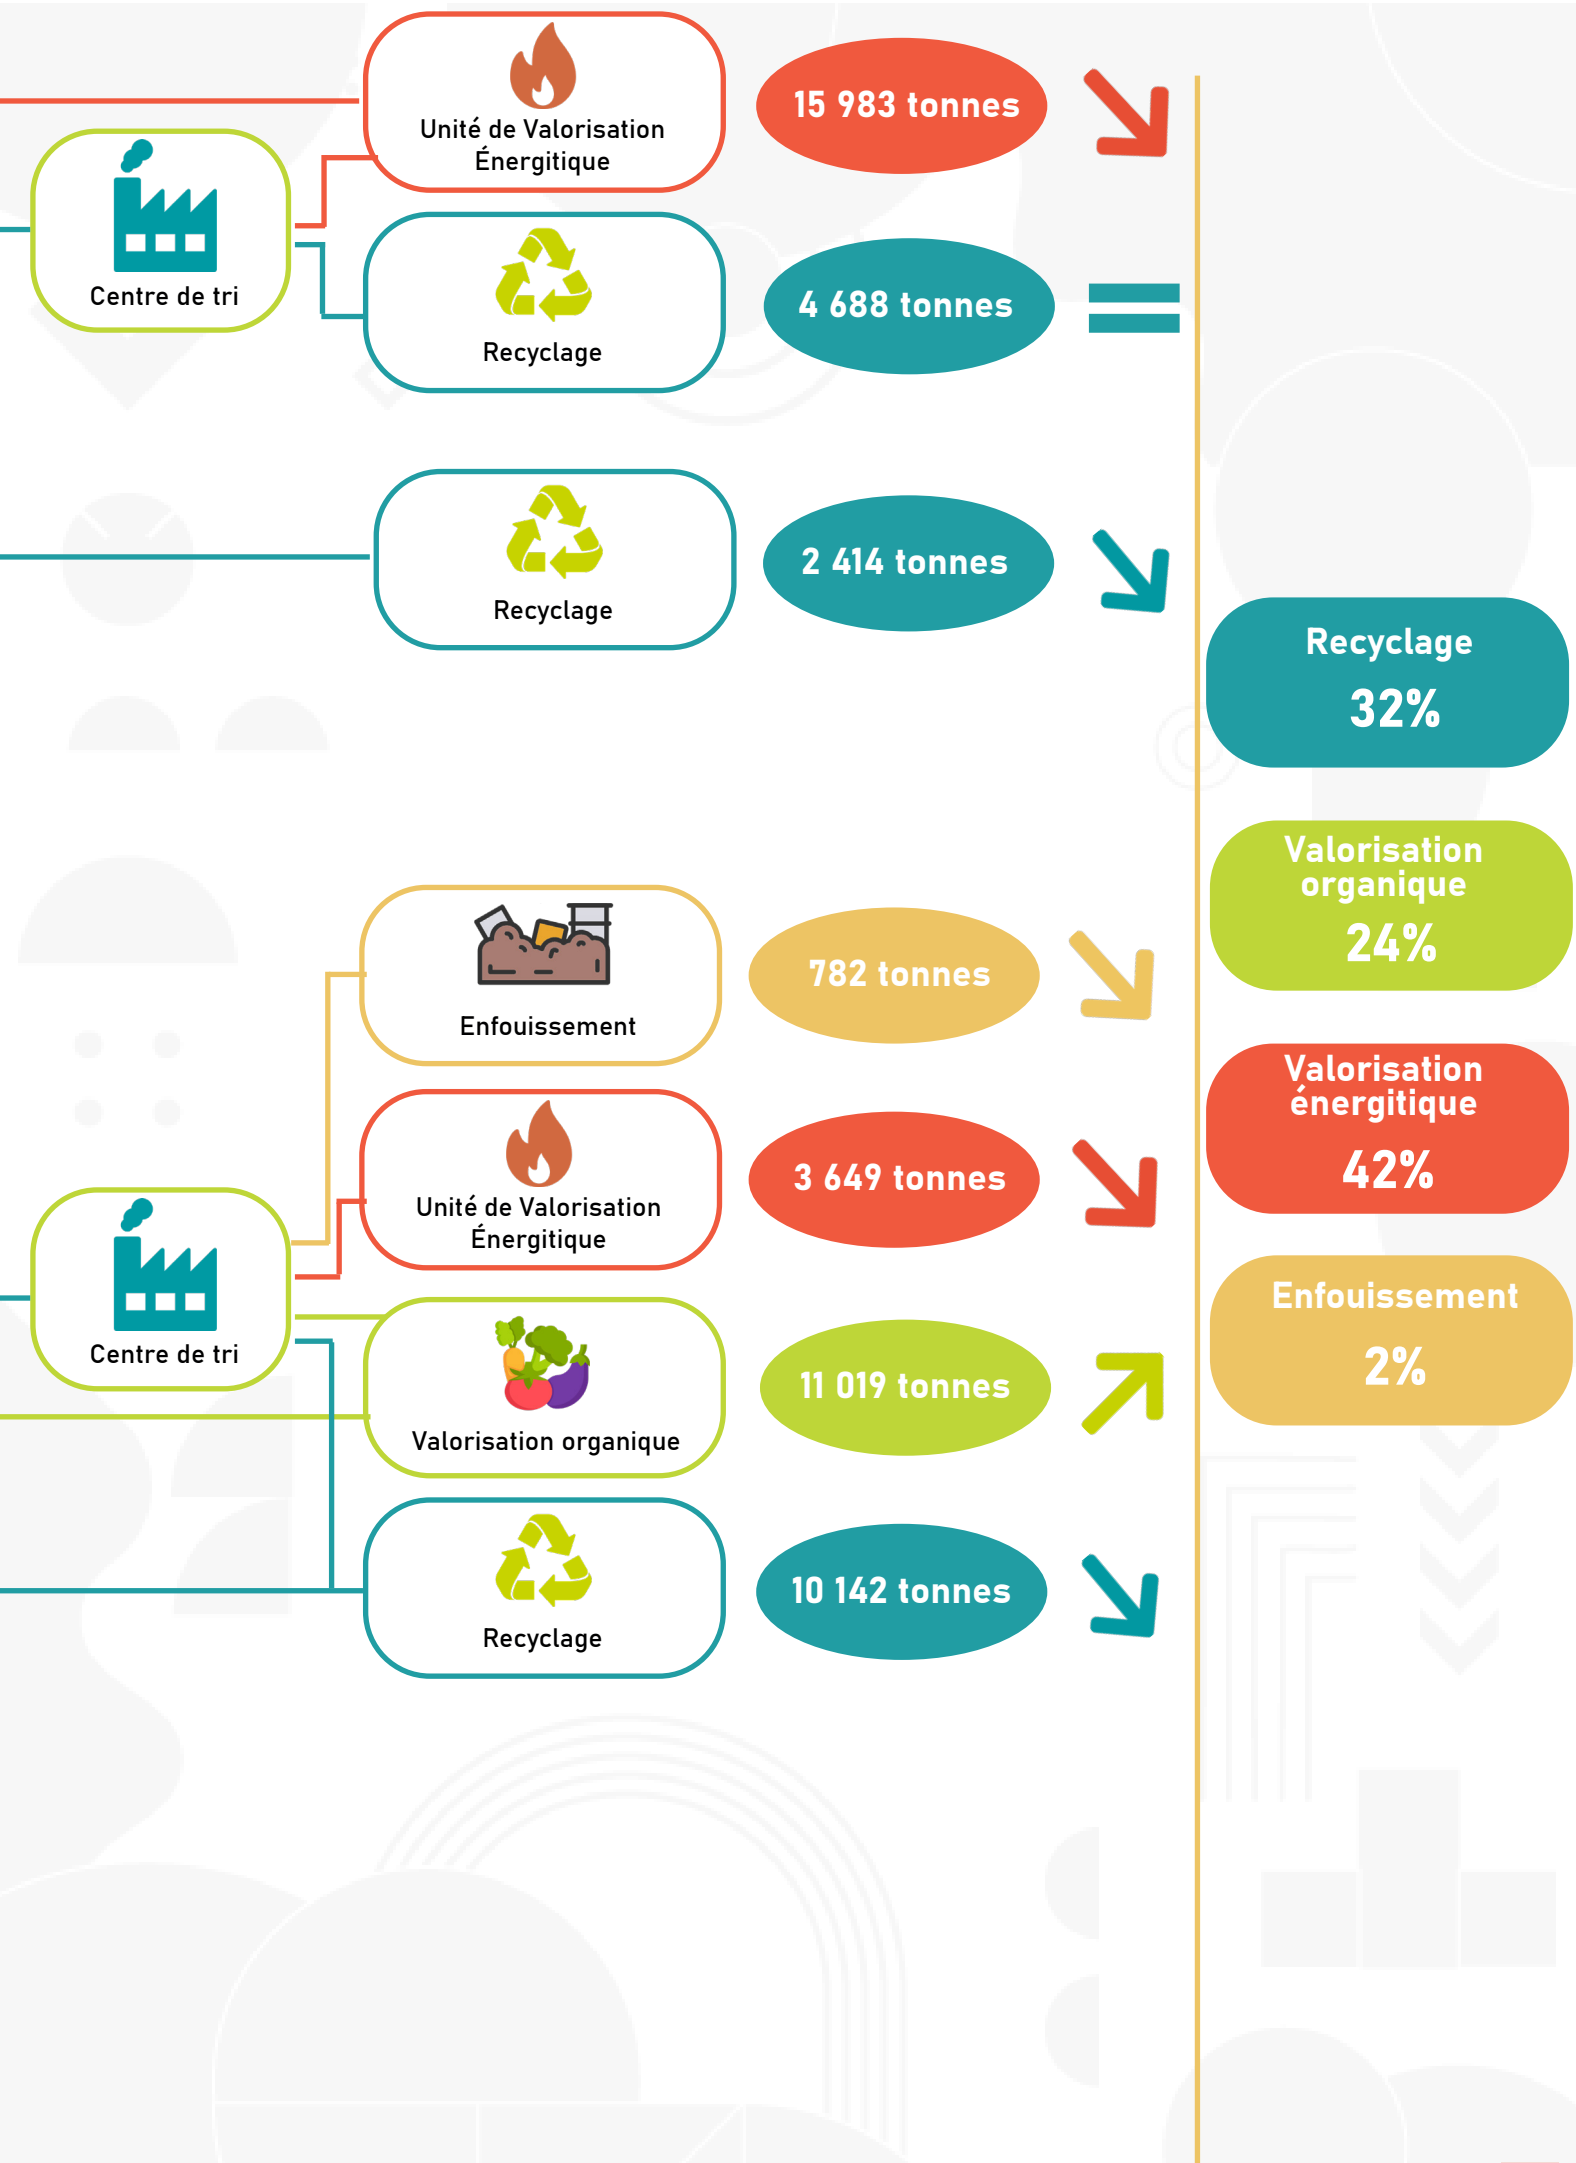 Unité de Valorisation
Énergitique
15 983 tonnes
Centre de tri
Recyclage
4 688 tonnes
Recyclage
2 414 tonnes
Recyclage
32%
Valorisation
organique
24%
Enfouissement
782 tonnes
Valorisation
énergitique
42%
Unité de Valorisation
Énergitique
3 649 tonnes
Enfouissement
2%
Centre de tri
Valorisation organique
11 019 tonnes
Recyclage
10 142 tonnes